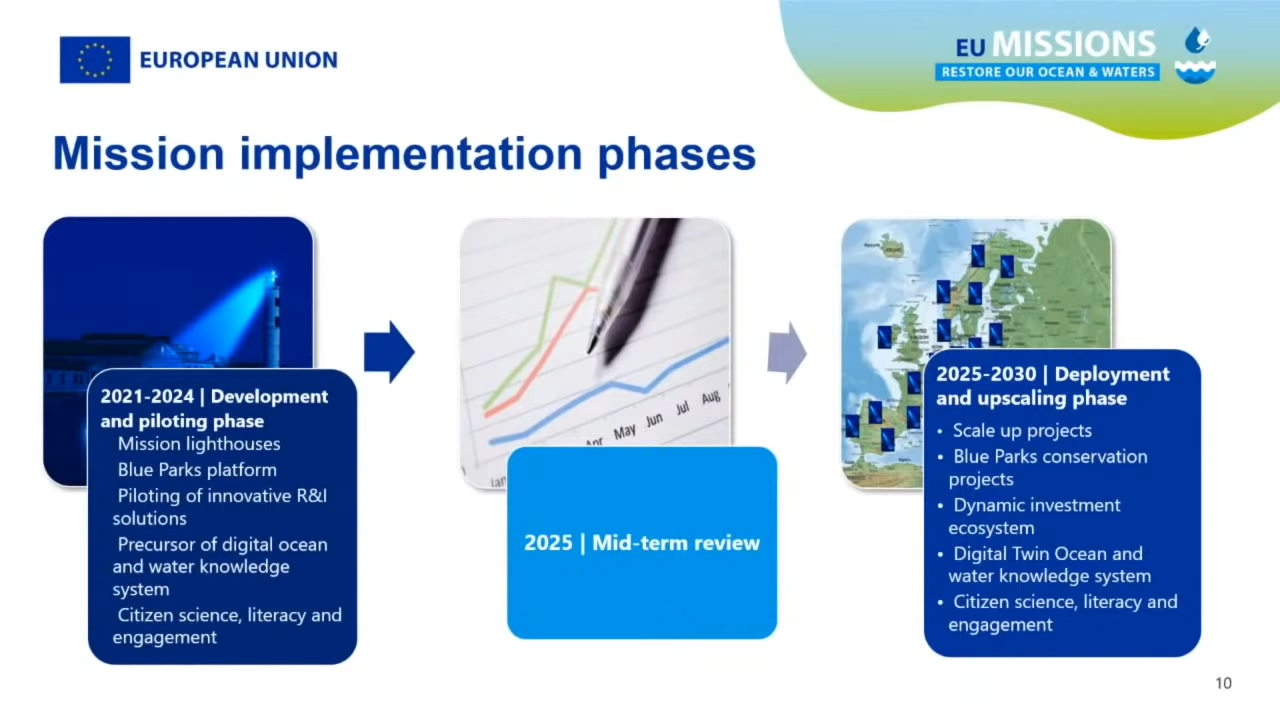 EUROPEAN UNION
EU MISSIONS
RESTORE OUR OCEAN & WATERS
Mission implementation phases
2021-2024 | Development
and piloting phase
Mission lighthouses
Blue Parks platform
Piloting of innovative R&I
solutions
Precursor of digital ocean
and water knowledge
system
Citizen science, literacy and
engagement
Apr May Jun Jul Aug
2025 | Mid-term review
2025-2030 | Deployment
and upscaling phase
• Scale up projects
• Blue Parks conservation
projects
• Dynamic investment
ecosystem
• Digital Twin Ocean and
water knowledge system
• Citizen science, literacy and
engagement
10